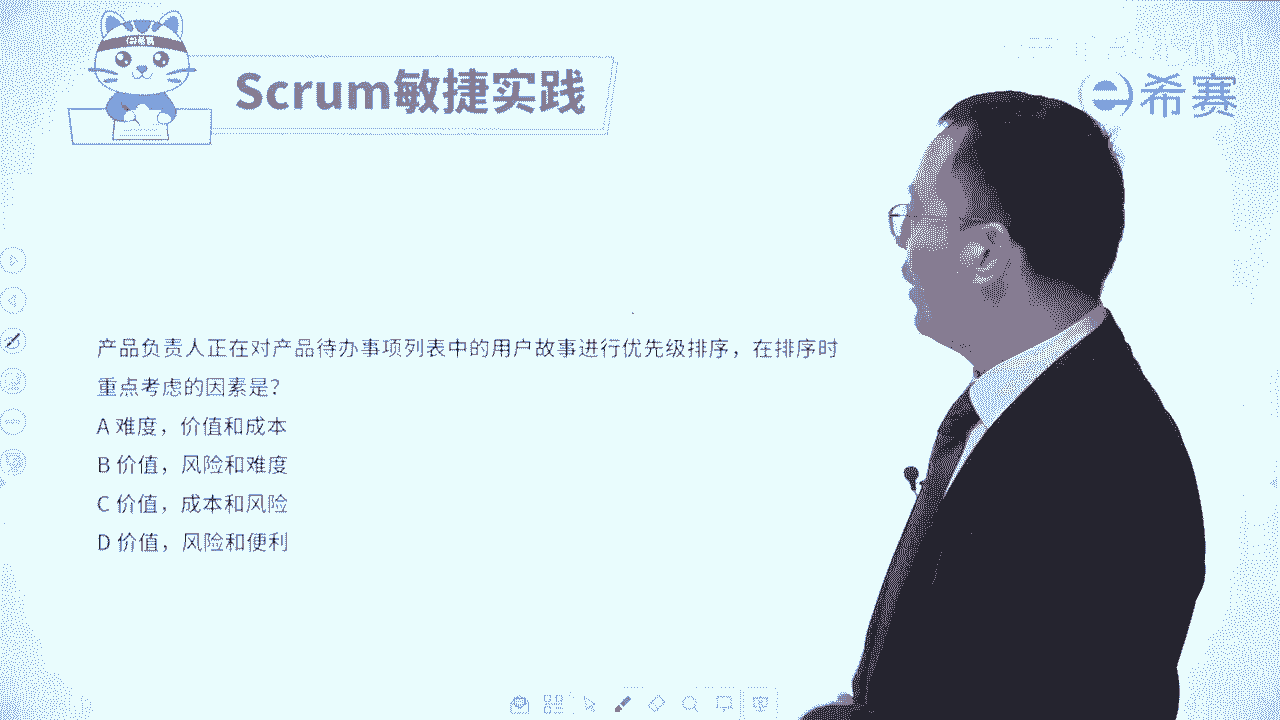 Scrum敏捷实践
希赛
产品负责人正在对产品待办事项列表中的用户故事进行优先级排序，在排序时
重点考虑的因素是？
A 难度，价值和成本
B 价值，风险和难度
C 价值，成本和风险
D 价值，风险和便利